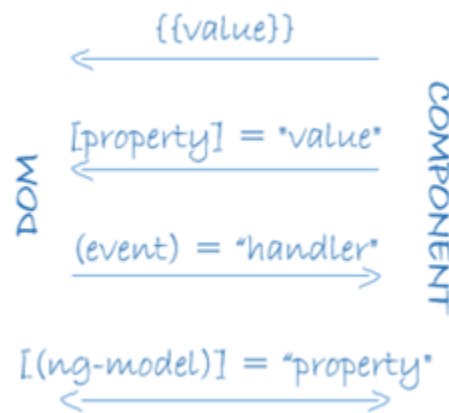 {{value}}
[property] = "value"
DOM
COMPONENT
(event) = "handler"
[(ng-model)] = "property"